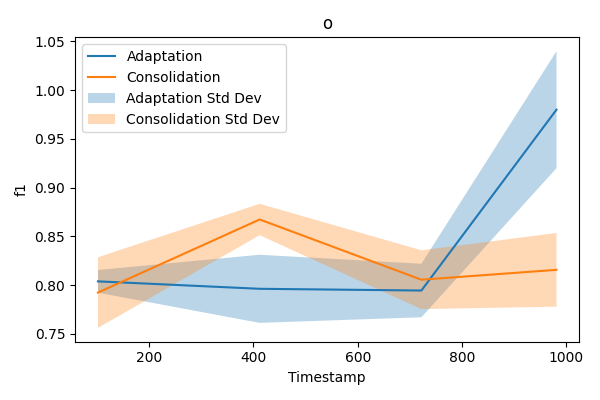 o
1.05
1.00
0.95
0.90
0.85
0.80
0.75
f1
Adaptation
Consolidation
Adaptation Std Dev
Consolidation Std Dev
200 400 600 800 1000
Timestamp